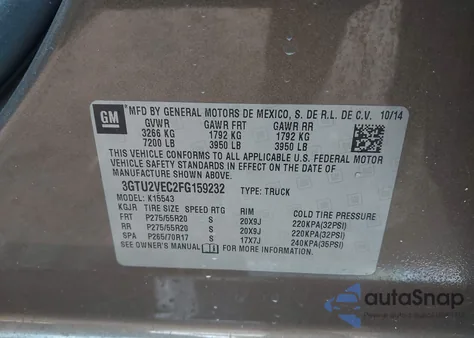 GM
MFD BY GENERAL MOTORS DE MEXICO, S. DE R.L. DE C.V. 10/14
GVWR GAWR FRT GAWR RR
3266 KG 1792 KG 1792 KG
7200 LB 3950 LB 3950 LB
THIS VEHICLE CONFORMS TO ALL APPLICABLE U.S. FEDERAL MOTOR
VEHICLE SAFETY STANDARDS IN EFFECT ON THE DATE OF
MANUFACTURE SHOWN ABOVE.
3GTU2VEC2FG159232 TYPE: TRUCK
MODEL: K15543
KGJR TIRE SIZE SPEED RTG RIM COLD TIRE PRESSURE
FRT P275/55R20 S 20X9J 220KPA(32PSI)
RR P275/55R20 S 20X9J 220KPA(32PSI)
SPA P265/70R17 S 17X7J 240KPA(35PSI)
SEE OWNER'S MANUAL FOR MORE INFORMATION.
autoSnap